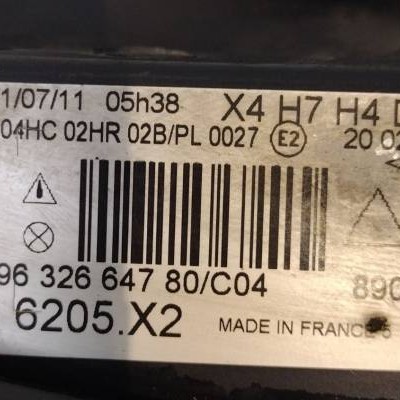 1/07/11 05h38 X4 H7 H4 D
04HC 02HR 02B/PL 0027 E2 20 02
96 326 647 80/C04 890
6205.X2 MADE IN FRANCE